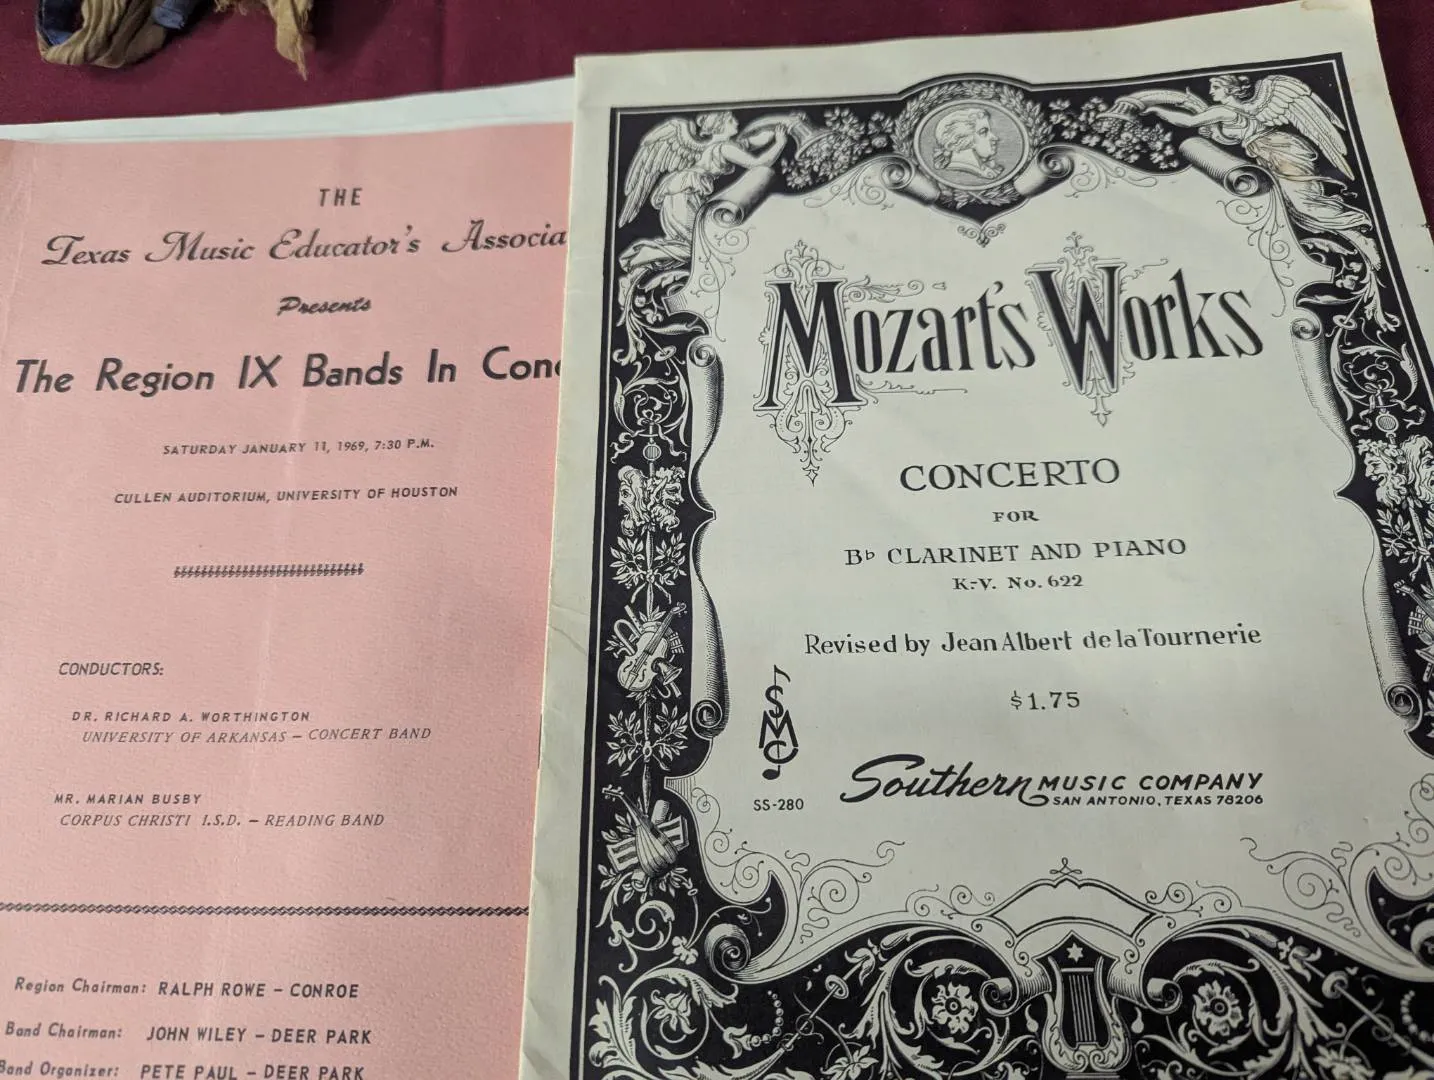 THE
Texas Music Educator's Associa
Presents
The Region IX Bands In Conc
SATURDAY JANUARY 11, 1969, 7:30 P.M.
CULLEN AUDITORIUM, UNIVERSITY OF HOUSTON
CONDUCTORS:
DR. RICHARD A. WORTHINGTON
UNIVERSITY OF ARKANSAS – CONCERT BAND
MR. MARIAN BUSBY
CORPUS CHRISTI I.S.D. – READING BAND
Region Chairman: RALPH ROWE – CONROE
Band Chairman: JOHN WILEY – DEER PARK
Band Organizer: PETE PAUL – DEER PARK
Mozart's Works
CONCERTO
FOR
B♭ CLARINET AND PIANO
K.-V. No. 622
Revised by Jean Albert de la Tournerie
$1.75
SMC
SS-280
Southern MUSIC COMPANY
SAN ANTONIO, TEXAS 78206